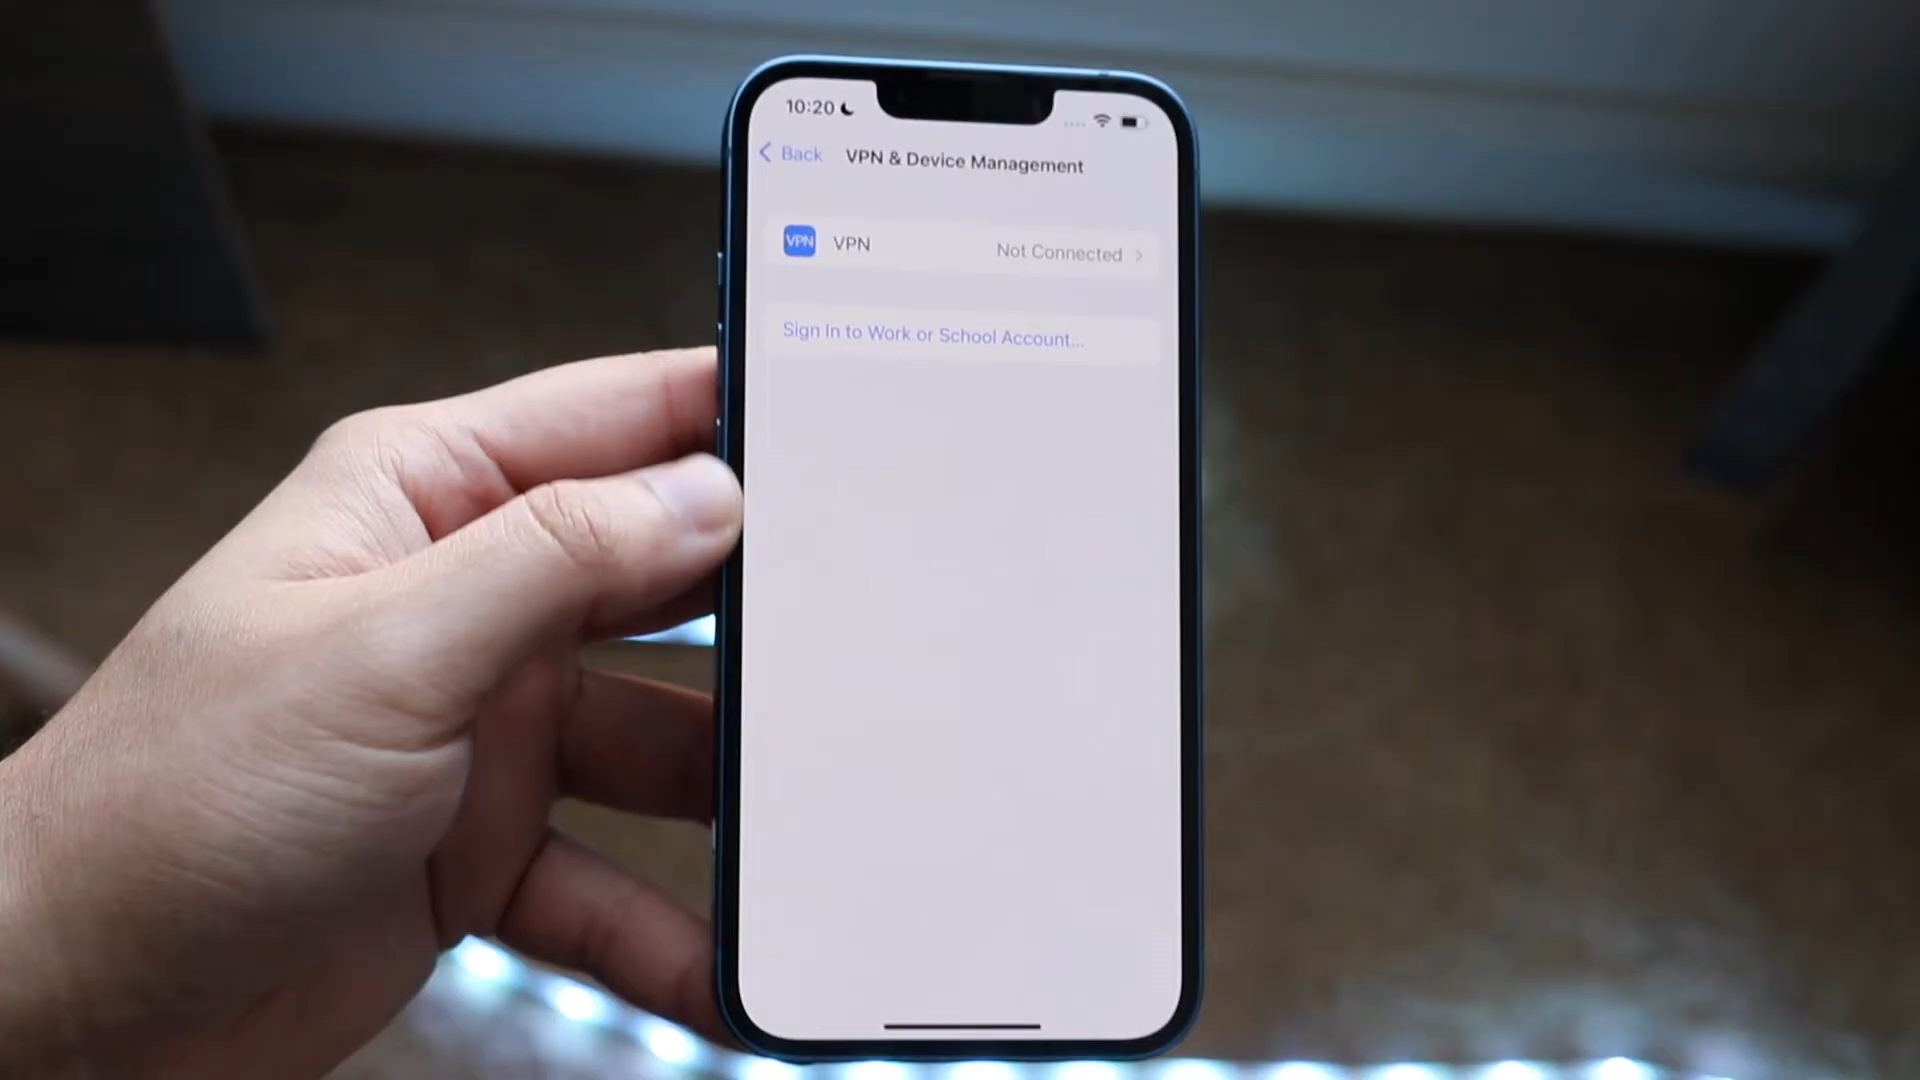 10:20
Back VPN & Device Management
VPN VPN Not Connected
Sign In to Work or School Account...